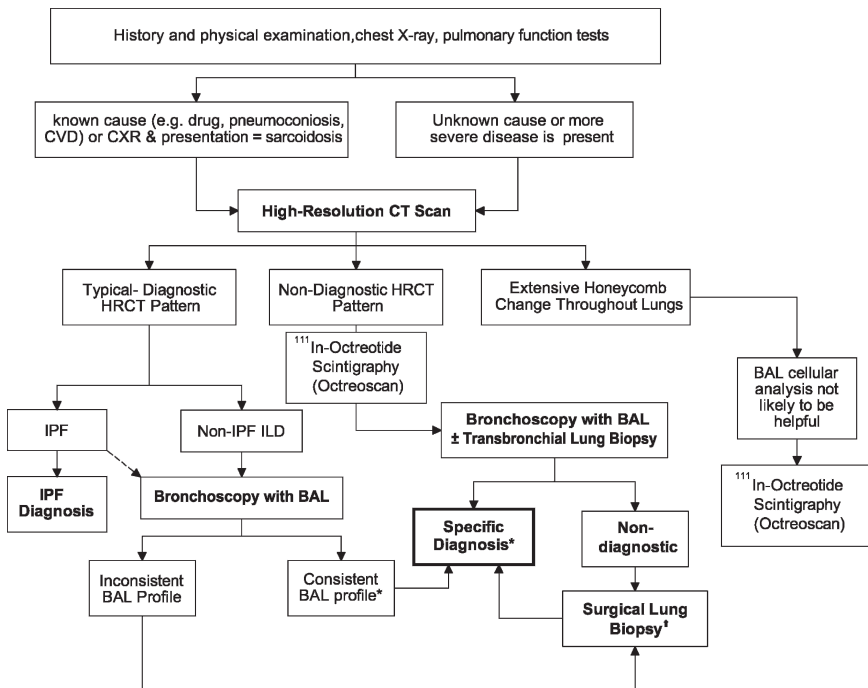 History and physical examination,chest X-ray, pulmonary function tests
known cause (e.g. drug, pneumoconiosis,
CVD) or CXR & presentation = sarcoidosis
Unknown cause or more
severe disease is present
High-Resolution CT Scan
Typical- Diagnostic
HRCT Pattern
Non-Diagnostic HRCT
Pattern
Extensive Honeycomb
Change Throughout Lungs
111In-Octreotide
Scintigraphy
(Octreoscan)
BAL cellular
analysis not
likely to be
helpful
IPF
Non-IPF ILD
Bronchoscopy with BAL
± Transbronchial Lung Biopsy
111In-Octreotide
Scintigraphy
(Octreoscan)
IPF
Diagnosis
Bronchoscopy with BAL
Specific
Diagnosis*
Non-
diagnostic
Inconsistent
BAL Profile
Consistent
BAL profile*
Surgical Lung
Biopsy†